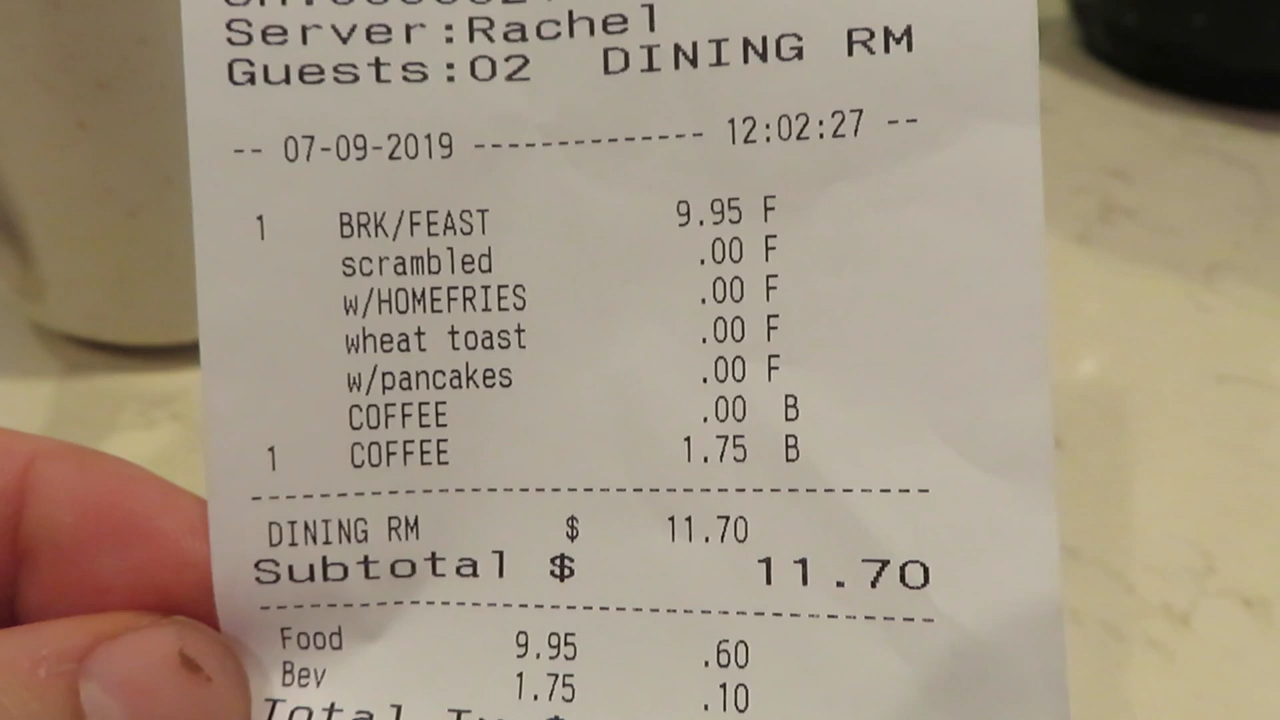 Server:Rachel
Guests:02 DINING RM
-- 07-09-2019 ------------- 12:02:27 --
1 BRK/FEAST 9.95 F
scrambled .00 F
w/HOMEFRIES .00 F
wheat toast .00 F
w/pancakes .00 F
COFFEE .00 B
1 COFFEE 1.75 B
DINING RM $ 11.70
Subtotal $ 11.70
Food 9.95 .60
Bev 1.75 .10
Total